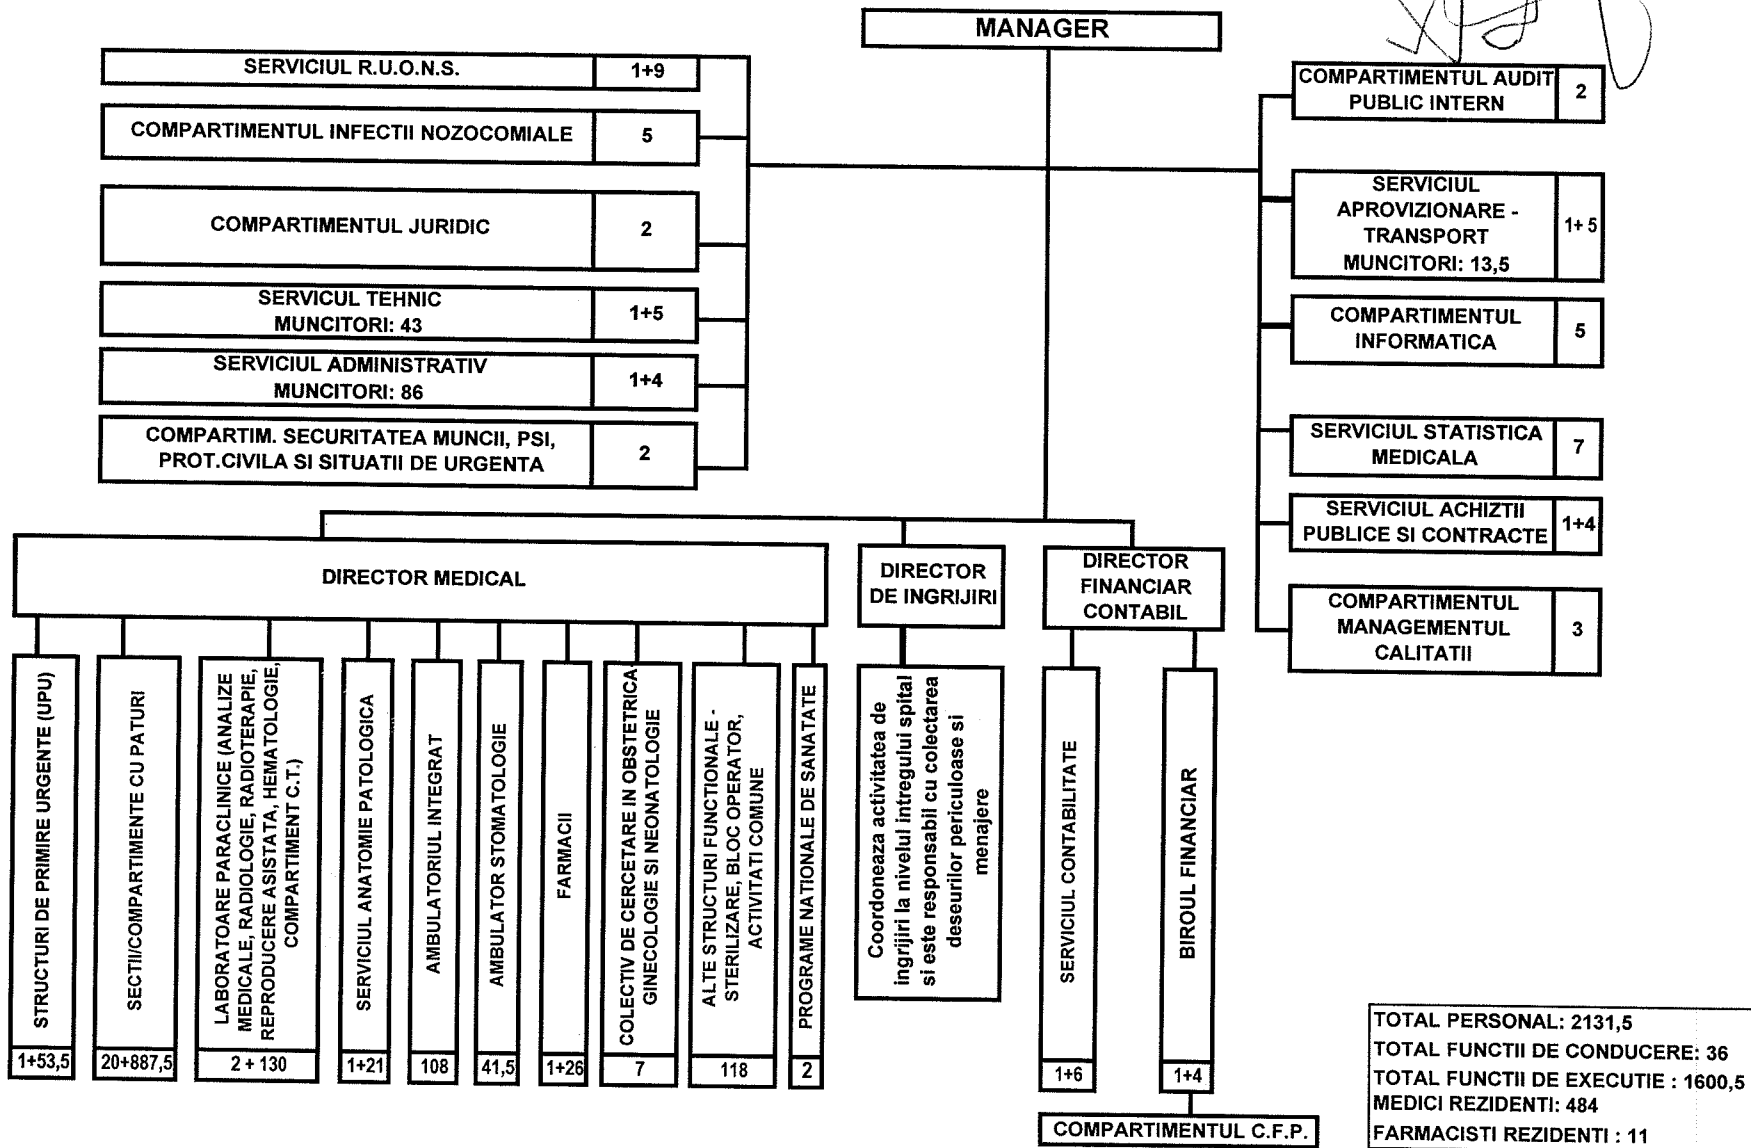 MANAGER
SERVICIUL R.U.O.N.S.
1+9
COMPARTIMENTUL INFECTII NOZOCOMIALE
5
COMPARTIMENTUL JURIDIC
2
SERVICUL TEHNIC
MUNCITORI: 43
1+5
SERVICIUL ADMINISTRATIV
MUNCITORI: 86
1+4
COMPARTIM. SECURITATEA MUNCII, PSI,
PROT.CIVILA SI SITUATII DE URGENTA
2
COMPARTIMENTUL AUDIT
PUBLIC INTERN
2
SERVICIUL
APROVIZIONARE -
TRANSPORT
MUNCITORI: 13,5
1+ 5
COMPARTIMENTUL
INFORMATICA
5
SERVICIUL STATISTICA
MEDICALA
7
SERVICIUL ACHIZTII
PUBLICE SI CONTRACTE
1+4
COMPARTIMENTUL
MANAGEMENTUL
CALITATII
3
DIRECTOR MEDICAL
DIRECTOR
DE INGRIJIRI
DIRECTOR
FINANCIAR
CONTABIL
STRUCTURI DE PRIMIRE URGENTE (UPU)
1+53,5
SECTII/COMPARTIMENTE CU PATURI
20+887,5
LABORATOARE PARACLINICE (ANALIZE
MEDICALE, RADIOLOGIE, RADIOTERAPIE,
REPRODUCERE ASISTATA, HEMATOLOGIE,
COMPARTIMENT C.T.)
2 + 130
SERVICIUL ANATOMIE PATOLOGICA
1+21
AMBULATORIUL INTEGRAT
108
AMBULATOR STOMATOLOGIE
41,5
FARMACII
1+26
COLECTIV DE CERCETARE IN OBSTETRICA
GINECOLOGIE SI NEONATOLOGIE
7
ALTE STRUCTURI FUNCTIONALE -
STERILIZARE, BLOC OPERATOR,
ACTIVITATI COMUNE
118
PROGRAME NATIONALE DE SANATATE
2
Coordoneaza activitatea de
ingrijiri la nivelul intregului spital
si este responsabil cu colectarea
deseurilor periculoase si
menajere
SERVICIUL CONTABILITATE
1+6
BIROUL FINANCIAR
1+4
COMPARTIMENTUL C.F.P.
TOTAL PERSONAL: 2131,5
TOTAL FUNCTII DE CONDUCERE: 36
TOTAL FUNCTII DE EXECUTIE : 1600,5
MEDICI REZIDENTI: 484
FARMACISTI REZIDENTI : 11